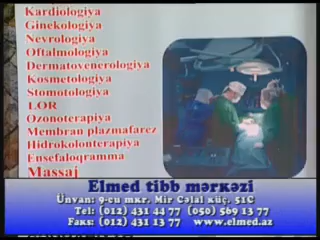 Kardiologiya
Ginekologiya
Nevrologiya
Oftalmologiya
Dermatovenerologiya
Kosmetologiya
Stomotologiya
LOR
Ozonoterapiya
Membran plazmafarez
Hidrokolonterapiya
Ensefaloqramma
Massaj
Elmed tibb mərkəzi
Ünvan: 9-cu mkr. Mir Cəlal küç. 51C
Tel: (012) 431 44 77 (050) 569 13 77
Faks: (012) 431 13 77 www.elmed.az